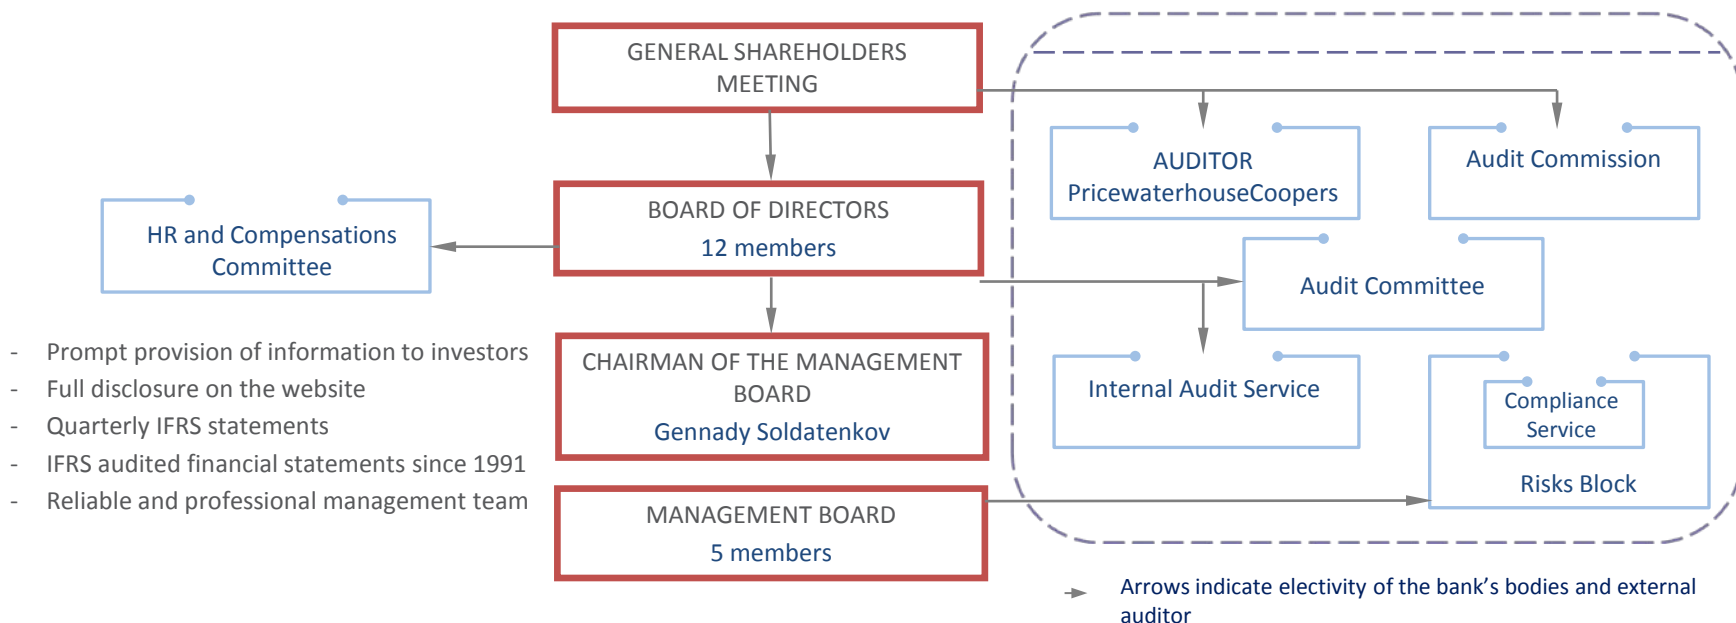 GENERAL SHAREHOLDERS
MEETING
AUDITOR
PricewaterhouseCoopers
Audit Commission
BOARD OF DIRECTORS
12 members
HR and Compensations
Committee
Audit Committee
- Prompt provision of information to investors
- Full disclosure on the website
- Quarterly IFRS statements
- IFRS audited financial statements since 1991
- Reliable and professional management team
CHAIRMAN OF THE MANAGEMENT
BOARD
Gennady Soldatenkov
Internal Audit Service
Compliance
Service
Risks Block
MANAGEMENT BOARD
5 members
Arrows indicate electivity of the bank's bodies and external
auditor